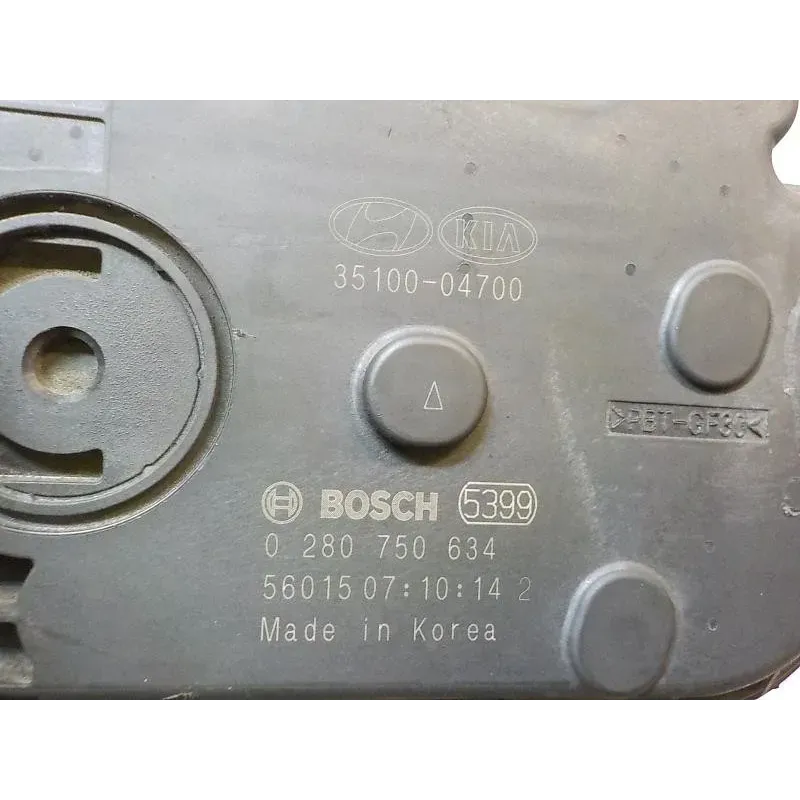 KIA
35100-04700
Δ
>PBT-GF30<
BOSCH 5399
0 280 750 634
56015 07:10:14 2
Made in Korea